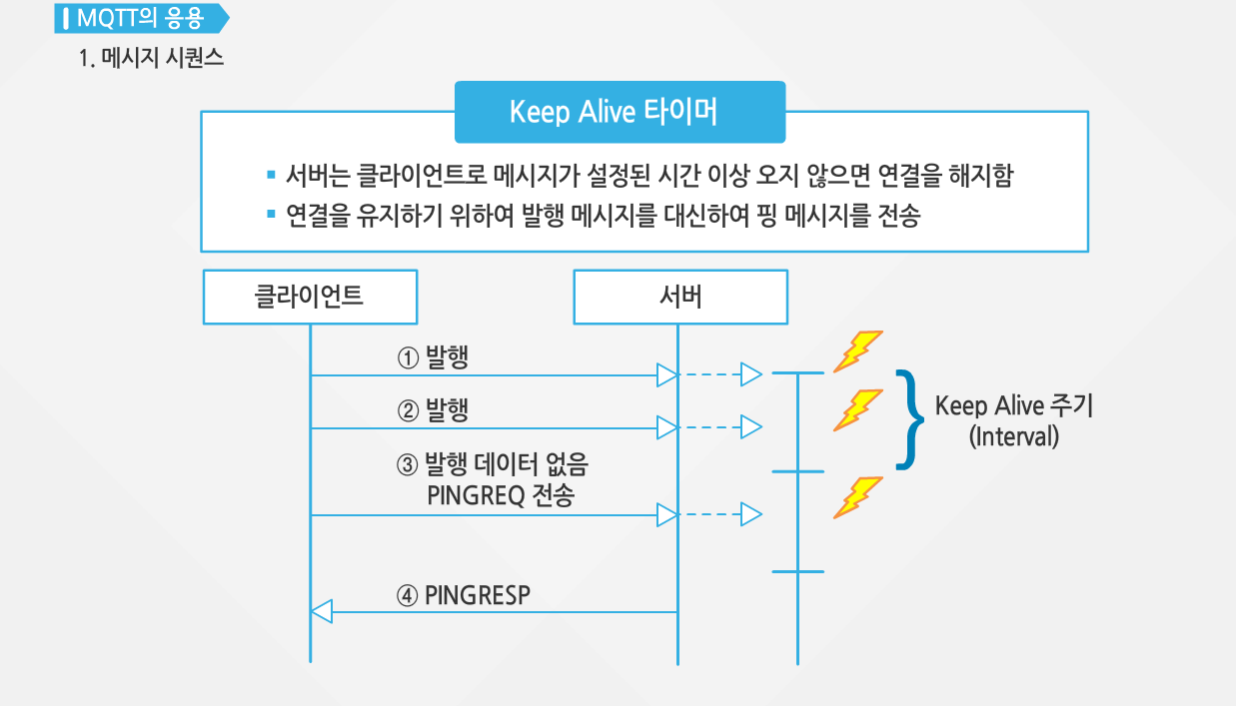 MQTT의 응용
1. 메시지 시퀀스
Keep Alive 타이머
▪ 서버는 클라이언트로 메시지가 설정된 시간 이상 오지 않으면 연결을 해지함
▪ 연결을 유지하기 위하여 발행 메시지를 대신하여 핑 메시지를 전송
클라이언트
서버
① 발행
② 발행
③ 발행 데이터 없음
PINGREQ 전송
④ PINGRESP
Keep Alive 주기
(Interval)